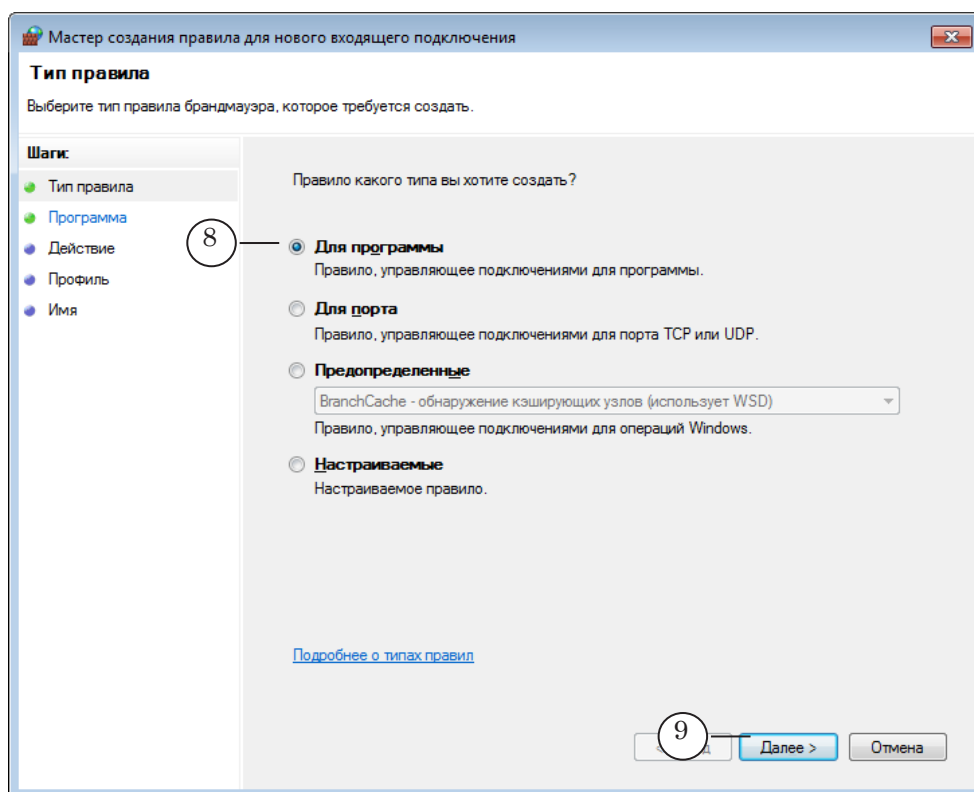 Мастер создания правила для нового входящего подключения
Тип правила
Выберите тип правила брандмауэра, которое требуется создать.
Шаги:
Тип правила
Программа
Действие
Профиль
Имя
Правило какого типа вы хотите создать?
8
Для программы
Правило, управляющее подключениями для программы.
Для порта
Правило, управляющее подключениями для порта TCP или UDP.
Предопределенные
BranchCache - обнаружение кэширующих узлов (использует WSD)
Правило, управляющее подключениями для операций Windows.
Настраиваемые
Настраиваемое правило.
Подробнее о типах правил
9
Далее >
Отмена